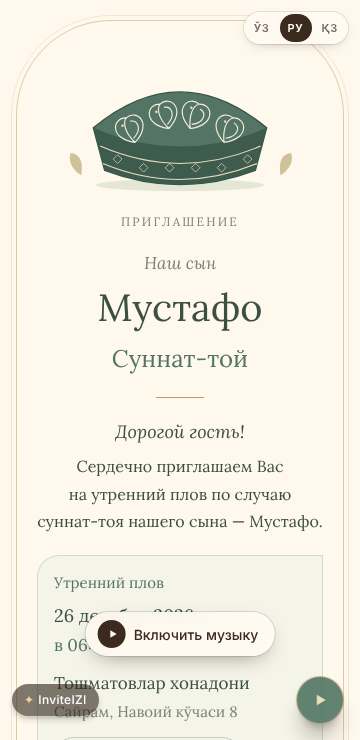 ЎЗ РУ ҚЗ
ПРИГЛАШЕНИЕ
Наш сын
Мустафо
Суннат-той
Дорогой гость!
Сердечно приглашаем Вас
на утренний плов по случаю
суннат-тоя нашего сына — Мустафо.
Утренний плов
26
в 06
Включить музыку
Тошматовлар хонадони
InviteIZI
Сайрам, Навоий кўчаси 8